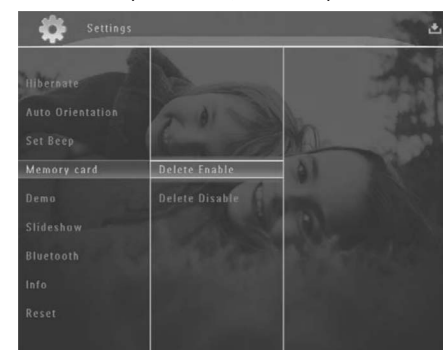 Settings
Hibernate
Auto Orientation
Set Beep
Memory card
Delete Enable
Demo
Delete Disable
Slideshow
Bluetooth
Info
Reset